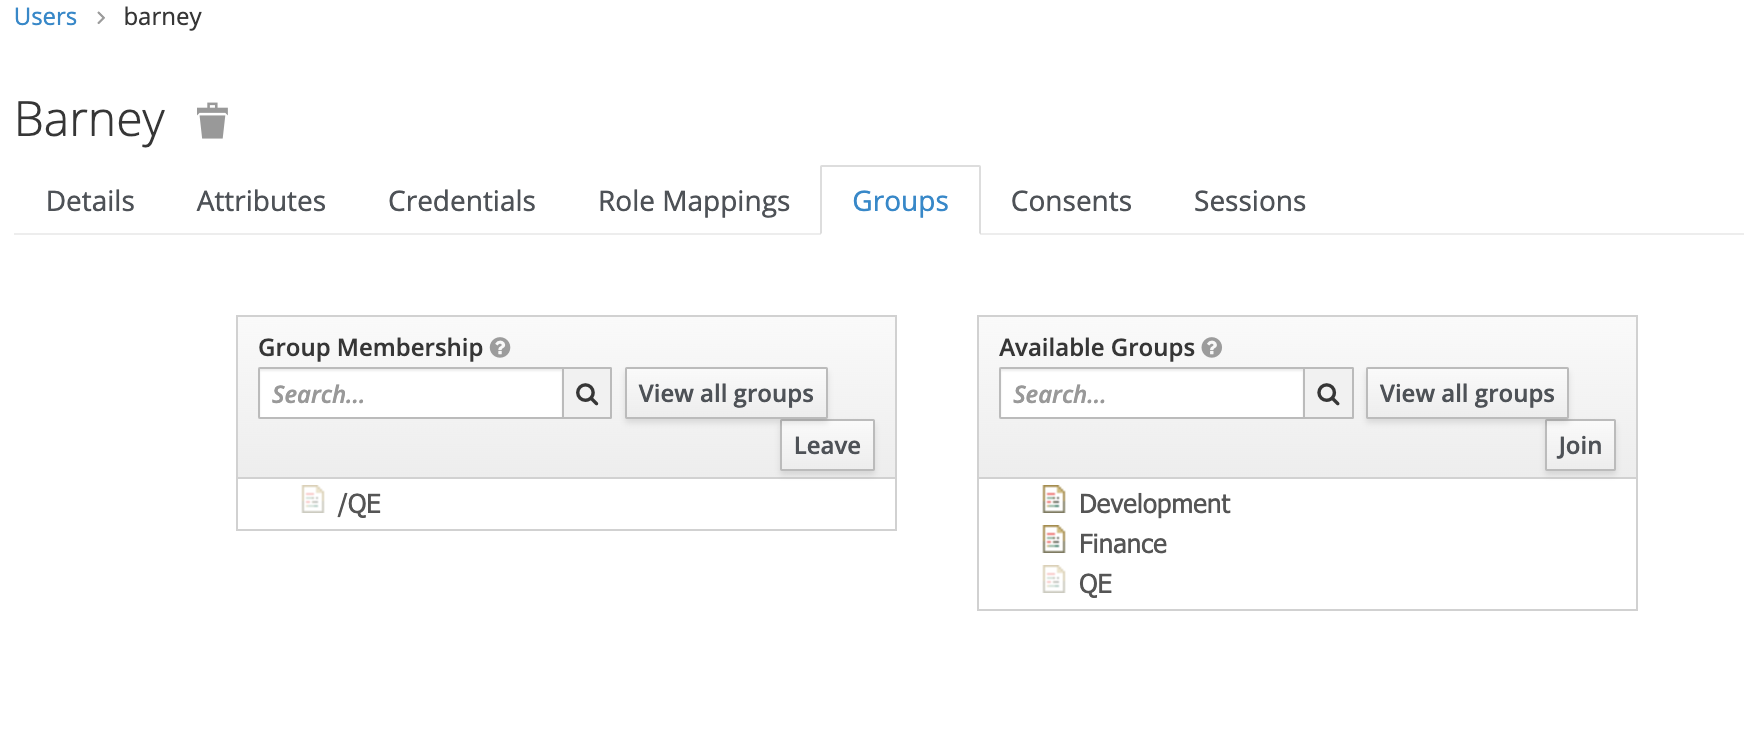 Users > barney
Barney
Details Attributes Credentials Role Mappings Groups Consents Sessions
Group Membership ?
Search... View all groups
Leave
/QE
Available Groups ?
Search... View all groups
Join
Development
Finance
QE